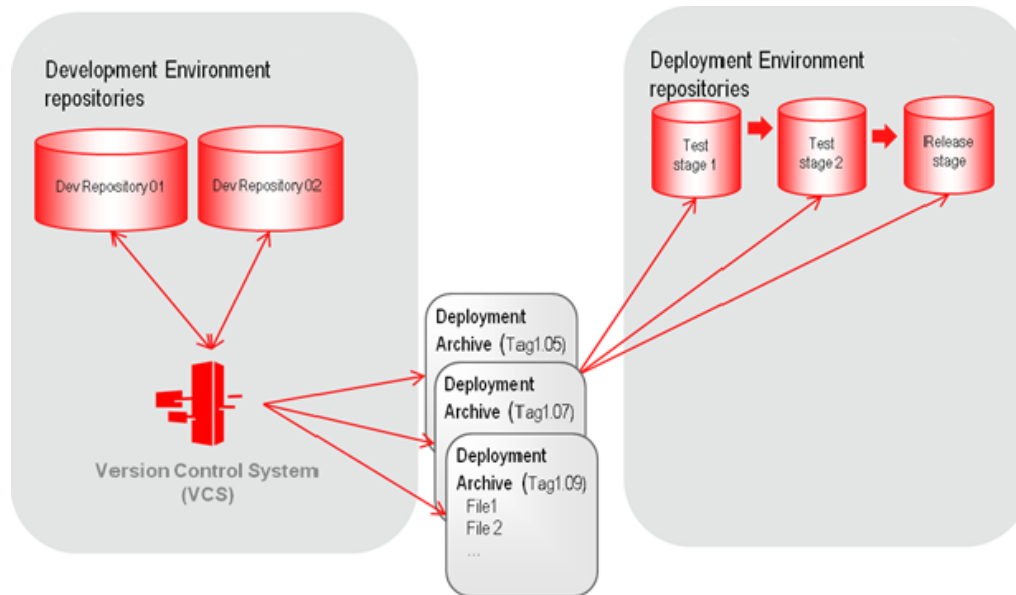 Development Environment
repositories
Dev Repository 01
Dev Repository 02
Version Control System
(VCS)
Deployment
Archive (Tag1.05)
Deployment
Archive (Tag1.07)
Deployment
Archive (Tag1.09)
File1
File 2
...
Deployment Environment
repositories
Test
stage 1
Test
stage 2
IRelease
stage